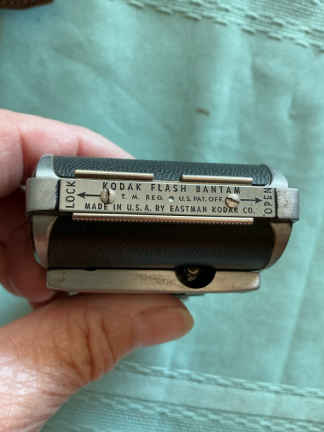 LOCK
KODAK FLASH BANTAM
T. M. REG. U.S. PAT. OFF.
MADE IN U.S.A. BY EASTMAN KODAK CO.
OPEN